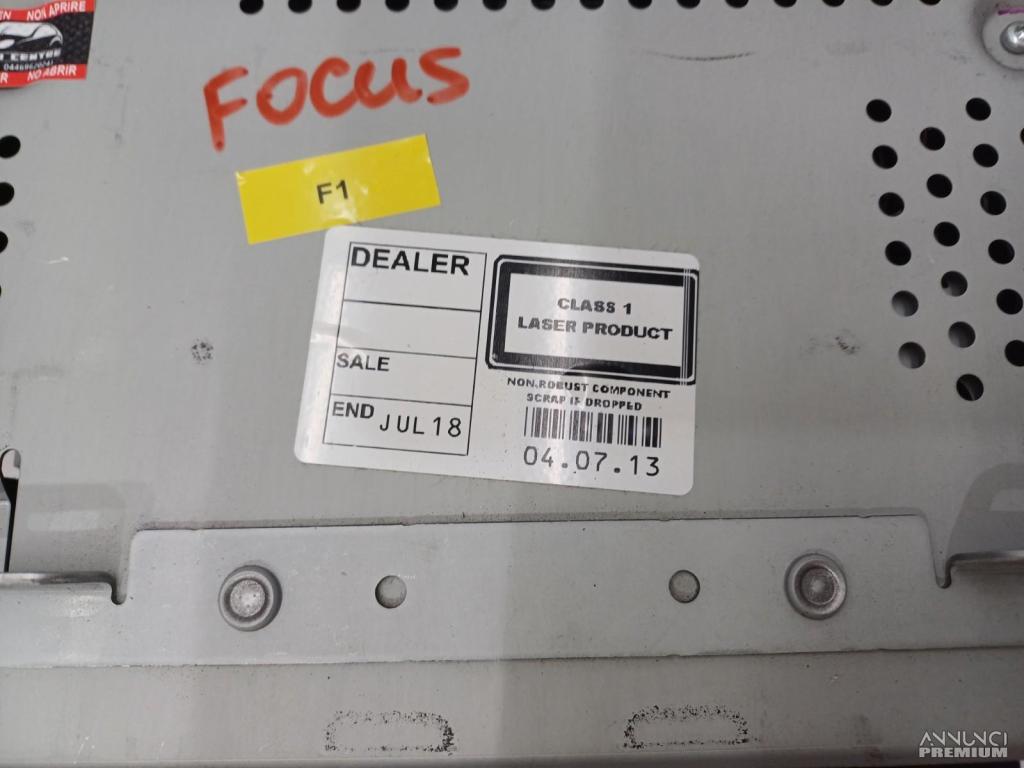 NON APRIRE
CENTRE
NO ABRIR
FOCUS
F1
DEALER
SALE
END JUL 18
CLASS 1
LASER PRODUCT
NON.ROBUST COMPONENT
SCRAP IF DROPPED
04.07.13
ANNUNCI
PREMIUM